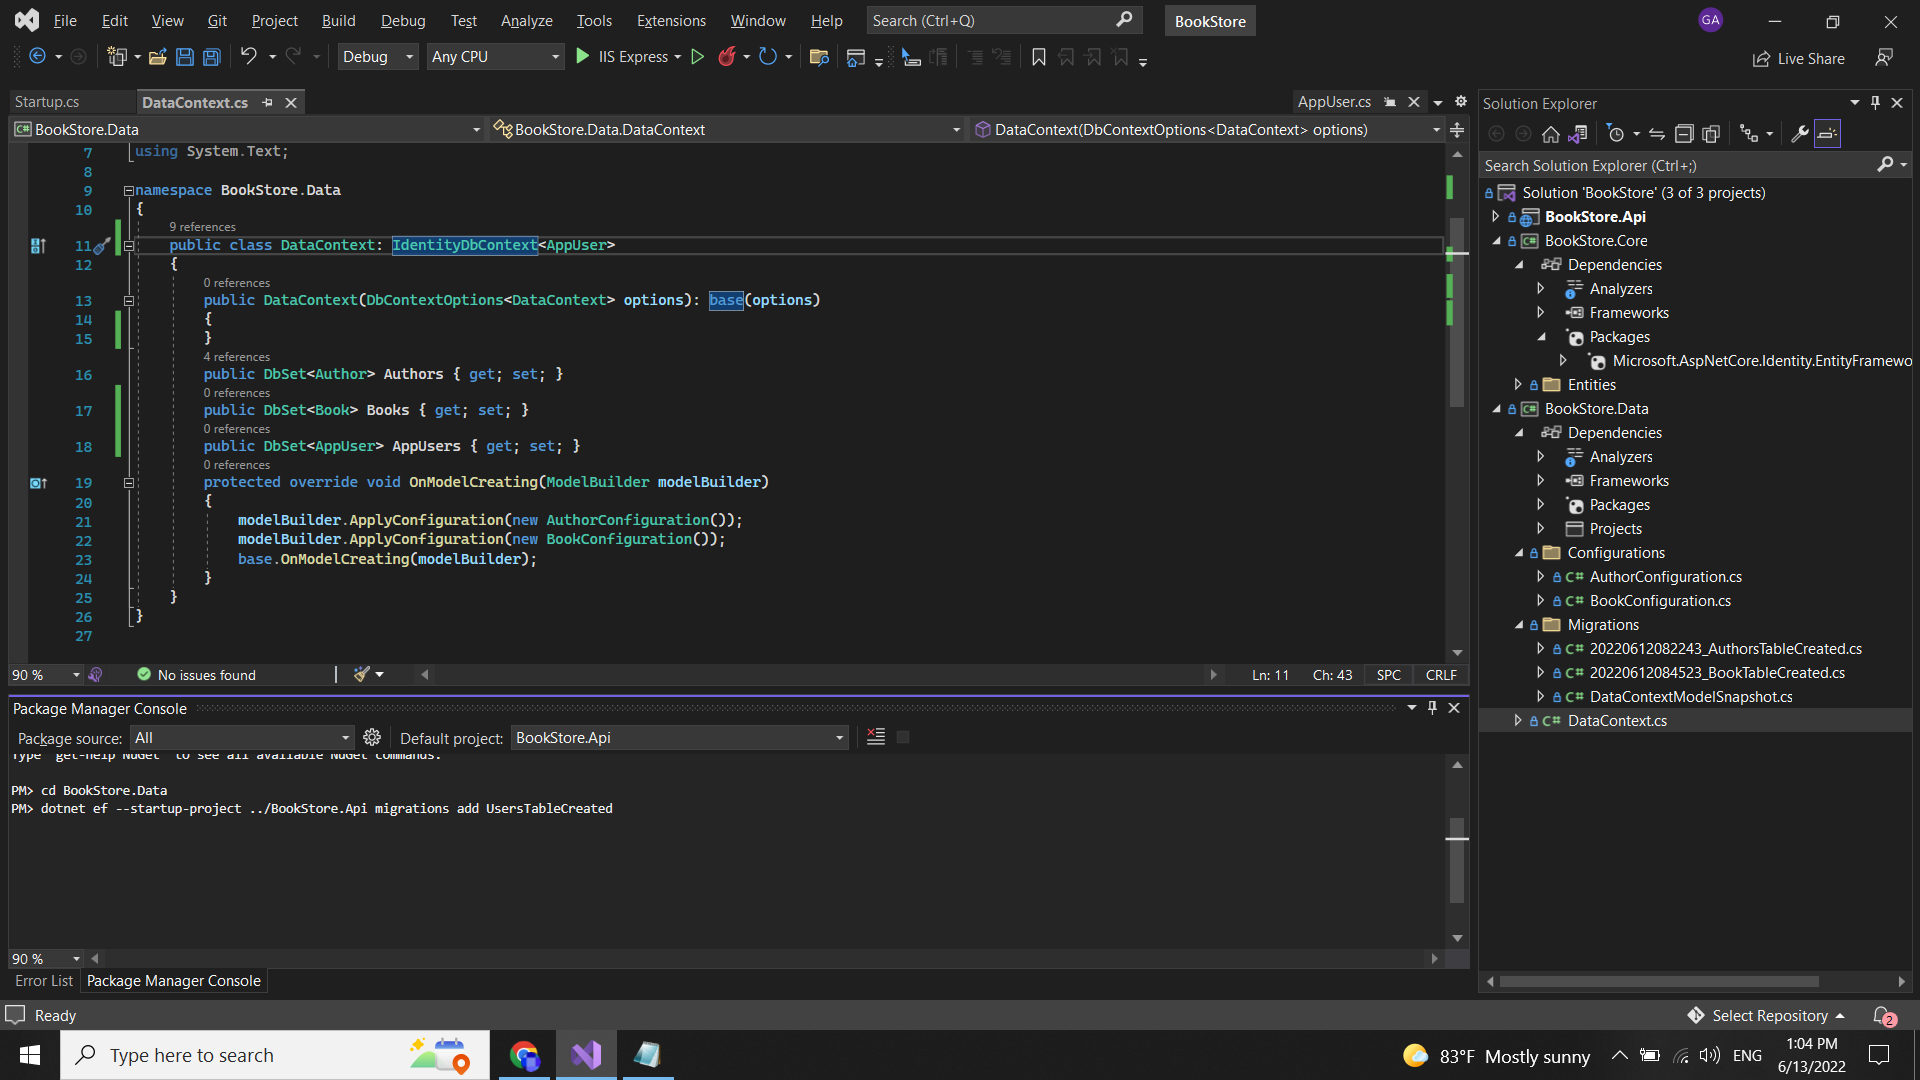 File Edit View Git Project Build Debug Test Analyze Tools Extensions Window Help Search (Ctrl+Q) BookStore GA
Debug Any CPU IIS Express Live Share
Startup.cs DataContext.cs AppUser.cs
BookStore.Data BookStore.Data.DataContext DataContext(DbContextOptions<DataContext> options)
7 using System.Text;
8
9 namespace BookStore.Data
10 {
9 references
11 public class DataContext: IdentityDbContext<AppUser>
12 {
0 references
13 public DataContext(DbContextOptions<DataContext> options): base(options)
14 {
15 }
4 references
16 public DbSet<Author> Authors { get; set; }
0 references
17 public DbSet<Book> Books { get; set; }
0 references
18 public DbSet<AppUser> AppUsers { get; set; }
0 references
19 protected override void OnModelCreating(ModelBuilder modelBuilder)
20 {
21 modelBuilder.ApplyConfiguration(new AuthorConfiguration());
22 modelBuilder.ApplyConfiguration(new BookConfiguration());
23 base.OnModelCreating(modelBuilder);
24 }
25 }
26 }
27
90 % No issues found Ln: 11 Ch: 43 SPC CRLF
Package Manager Console
Package source: All Default project: BookStore.Api
Type 'get-help NuGet' to see all available NuGet commands.
PM> cd BookStore.Data
PM> dotnet ef --startup-project ../BookStore.Api migrations add UsersTableCreated
90 %
Error List Package Manager Console
Solution Explorer
Search Solution Explorer (Ctrl+;)
Solution 'BookStore' (3 of 3 projects)
BookStore.Api
C# BookStore.Core
Dependencies
Analyzers
Frameworks
Packages
Microsoft.AspNetCore.Identity.EntityFramewo
Entities
C# BookStore.Data
Dependencies
Analyzers
Frameworks
Packages
Projects
Configurations
C# AuthorConfiguration.cs
C# BookConfiguration.cs
Migrations
C# 20220612082243_AuthorsTableCreated.cs
C# 20220612084523_BookTableCreated.cs
C# DataContextModelSnapshot.cs
C# DataContext.cs
Ready Select Repository 2
Type here to search 83°F Mostly sunny ENG 1:04 PM
6/13/2022